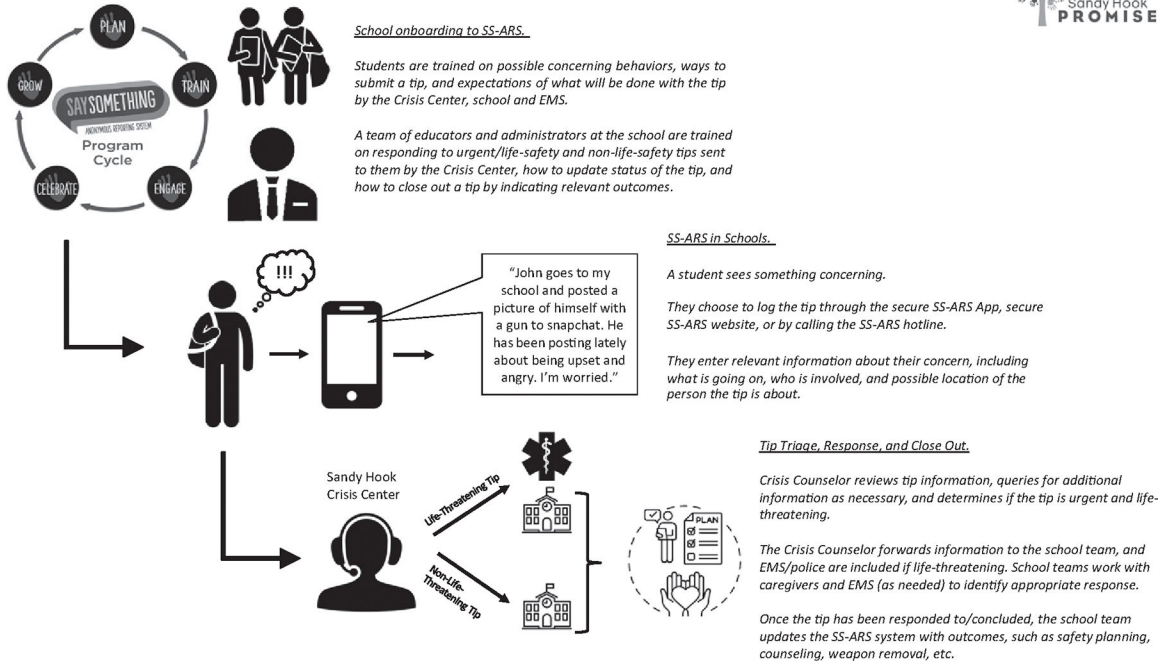 Sandy Hook
PROMISE
PLAN
TRAIN
ENGAGE
CELEBRATE
GROW
SAY SOMETHING
ANONYMOUS REPORTING SYSTEM
Program
Cycle
School onboarding to SS-ARS.
Students are trained on possible concerning behaviors, ways to
submit a tip, and expectations of what will be done with the tip
by the Crisis Center, school and EMS.
A team of educators and administrators at the school are trained
on responding to urgent/life-safety and non-life-safety tips sent
to them by the Crisis Center, how to update status of the tip, and
how to close out a tip by indicating relevant outcomes.
!!!
“John goes to my
school and posted a
picture of himself with
a gun to snapchat. He
has been posting lately
about being upset and
angry. I’m worried.”
SS-ARS in Schools.
A student sees something concerning.
They choose to log the tip through the secure SS-ARS App, secure
SS-ARS website, or by calling the SS-ARS hotline.
They enter relevant information about their concern, including
what is going on, who is involved, and possible location of the
person the tip is about.
Sandy Hook
Crisis Center
Life-Threatening Tip
Non-Life-
Threatening Tip
PLAN
Tip Triage, Response, and Close Out.
Crisis Counselor reviews tip information, queries for additional
information as necessary, and determines if the tip is urgent and life-
threatening.
The Crisis Counselor forwards information to the school team, and
EMS/police are included if life-threatening. School teams work with
caregivers and EMS (as needed) to identify appropriate response.
Once the tip has been responded to/concluded, the school team
updates the SS-ARS system with outcomes, such as safety planning,
counseling, weapon removal, etc.